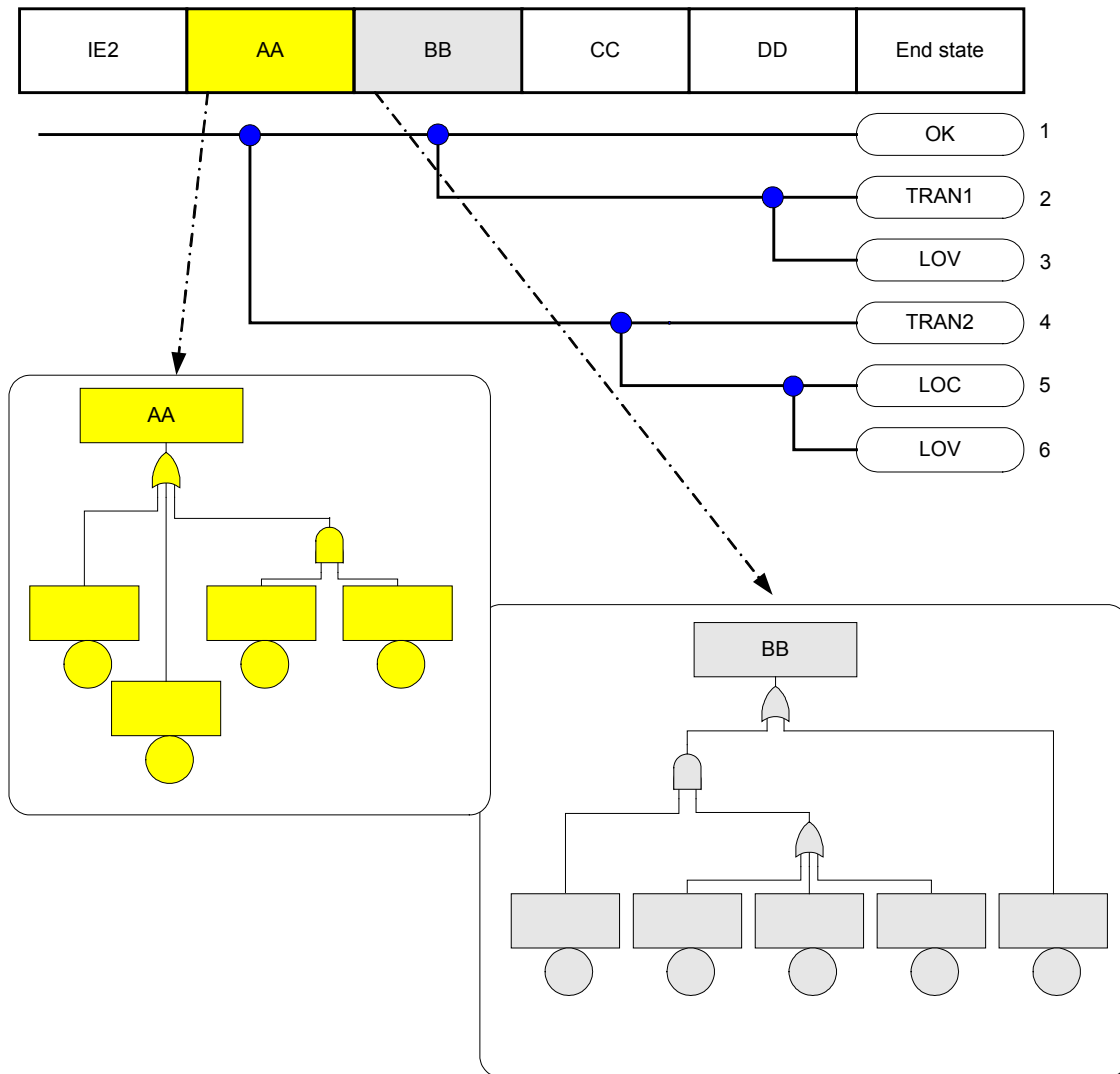 IE2 AA BB CC DD End state
OK 1
TRAN1 2
LOV 3
TRAN2 4
LOC 5
LOV 6
AA
BB